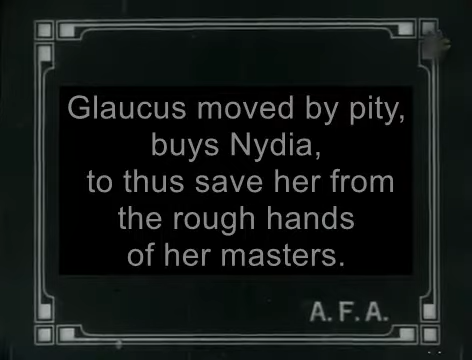 Glaucus moved by pity,
buys Nydia,
to thus save her from
the rough hands
of her masters.
A.F.A.